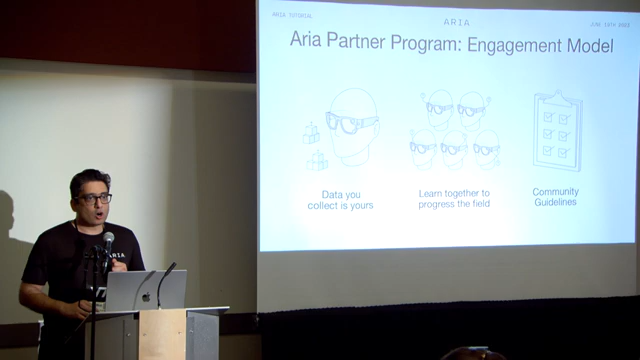 ARIA TUTORIAL
ARIA
JUNE 19TH 2023
Aria Partner Program: Engagement Model
Data you
collect is yours
Learn together to
progress the field
Community
Guidelines
ARIA